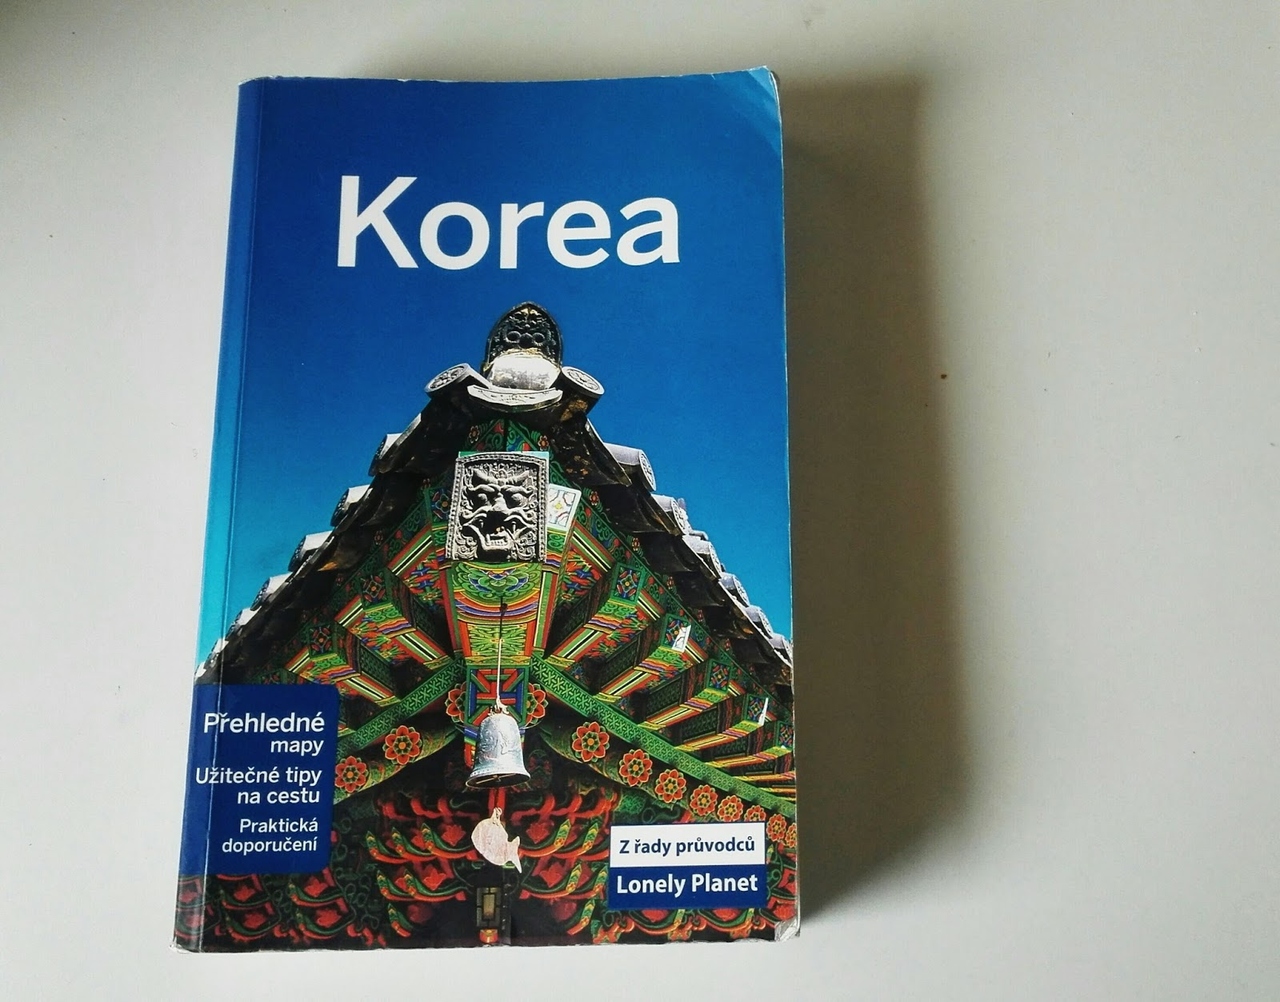 Korea
Přehledné
mapy
Užitečné tipy
na cestu
Praktická
doporučení
Z řady průvodců
Lonely Planet